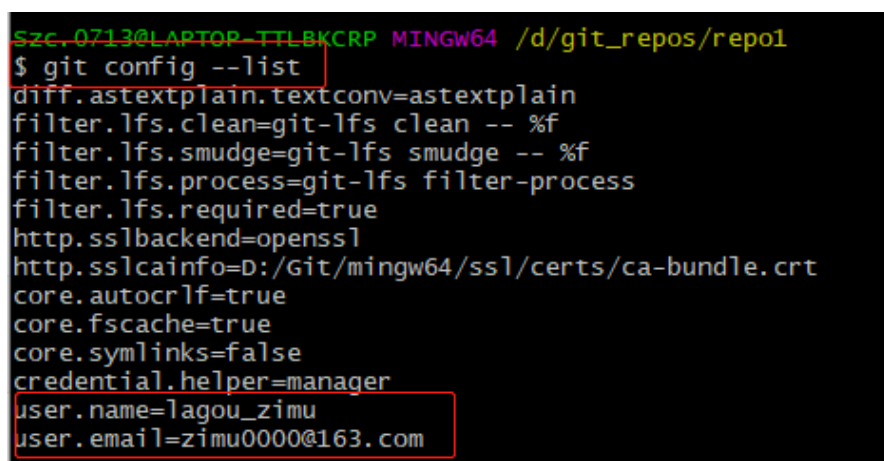 Szc.0713@LAPTOP-TTLBKCRP MINGW64 /d/git_repos/repo1
$ git config --list
diff.astextplain.textconv=astextplain
filter.lfs.clean=git-lfs clean -- %f
filter.lfs.smudge=git-lfs smudge -- %f
filter.lfs.process=git-lfs filter-process
filter.lfs.required=true
http.sslbackend=openssl
http.sslcainfo=D:/Git/mingw64/ssl/certs/ca-bundle.crt
core.autocrlf=true
core.fscache=true
core.symlinks=false
credential.helper=manager
user.name=lagou_zimu
user.email=zimu0000@163.com